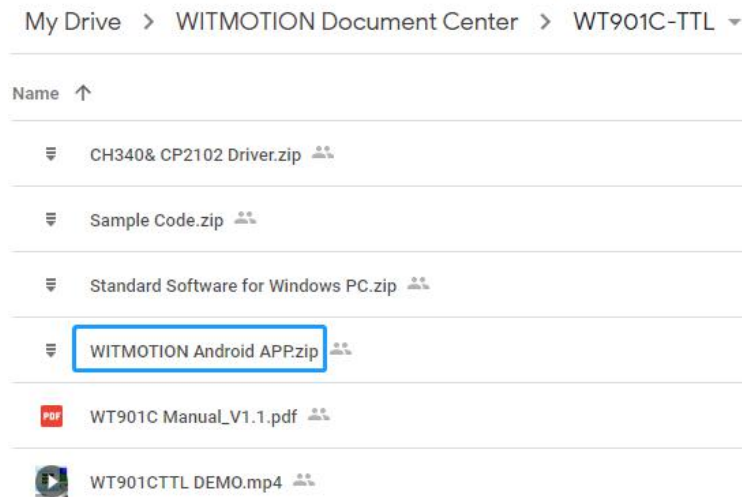 My Drive > WITMOTION Document Center > WT901C-TTL
Name ↑
CH340& CP2102 Driver.zip
Sample Code.zip
Standard Software for Windows PC.zip
WITMOTION Android APP.zip
PDF WT901C Manual_V1.1.pdf
WT901CTTL DEMO.mp4